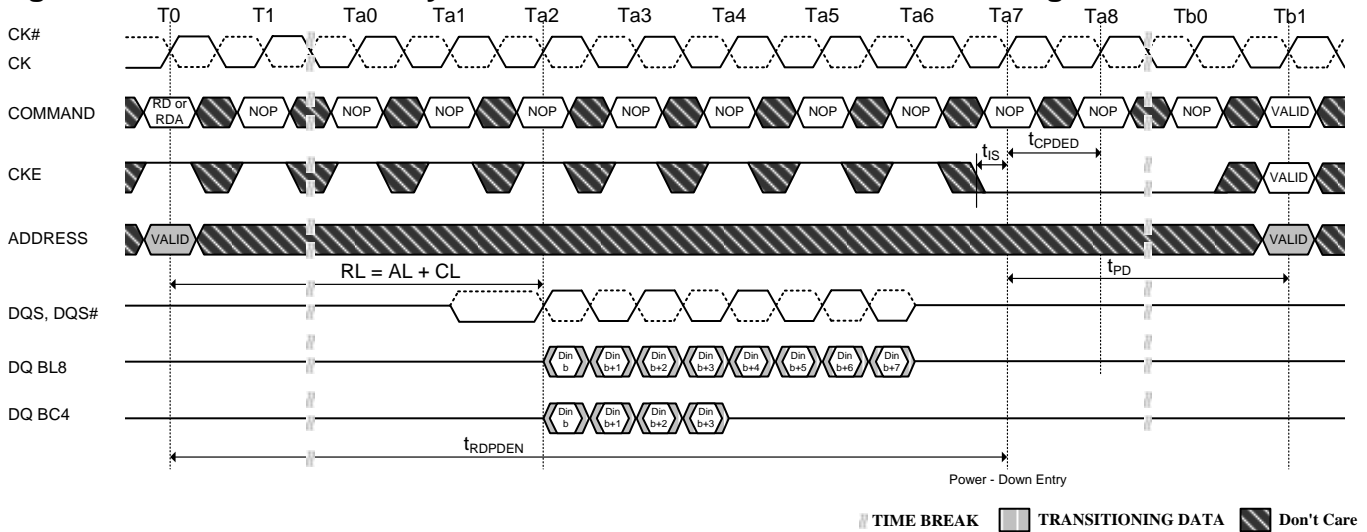 T0 T1 Ta0 Ta1 Ta2 Ta3 Ta4 Ta5 Ta6 Ta7 Ta8 Tb0 Tb1
CK#
CK
COMMAND
RD or
RDA
NOP NOP NOP NOP NOP NOP NOP NOP NOP NOP NOP VALID
tIS
tCPDED
CKE
VALID
ADDRESS
VALID
VALID
RL = AL + CL
tPD
DQS, DQS#
DQ BL8
Din b
Din b+1
Din b+2
Din b+3
Din b+4
Din b+5
Din b+6
Din b+7
DQ BC4
Din b
Din b+1
Din b+2
Din b+3
tRDPDEN
Power - Down Entry
TIME BREAK
TRANSITIONING DATA
Don't Care